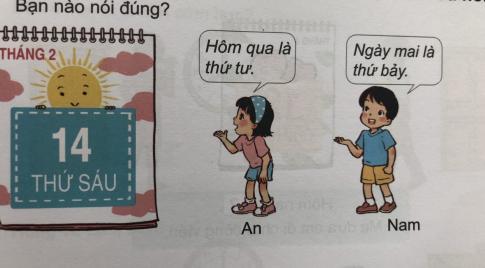 Bạn nào nói đúng?
THÁNG 2
14
THỨ SÁU
Hôm qua là
thứ tư.
Ngày mai là
thứ bảy.
An
Nam